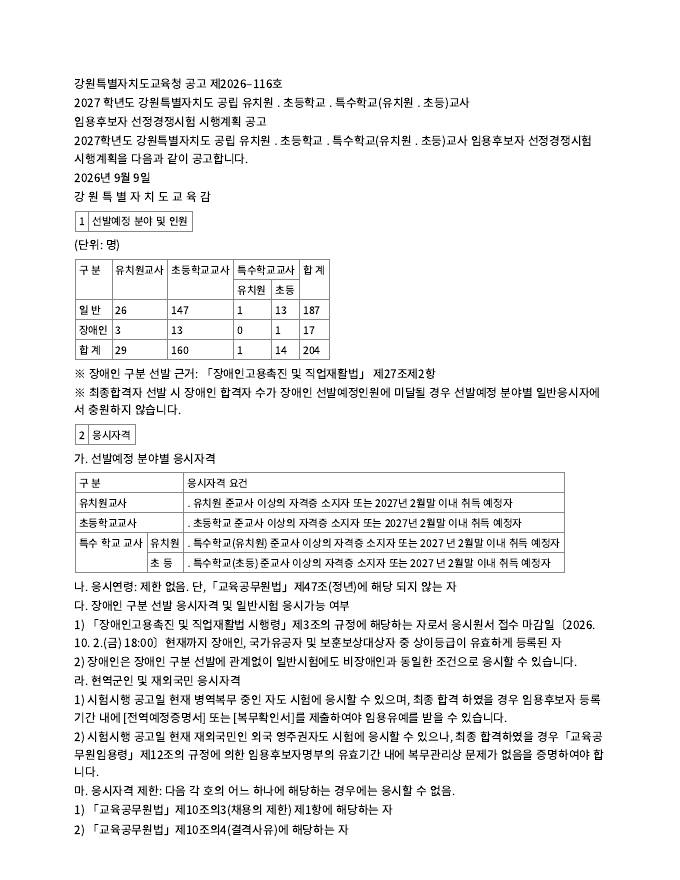 강원특별자치도교육청 공고 제2026-116호
2027 학년도 강원특별자치도 공립 유치원 . 초등학교 . 특수학교(유치원 . 초등)교사
임용후보자 선정경쟁시험 시행계획 공고
2027학년도 강원특별자치도 공립 유치원 . 초등학교 . 특수학교(유치원 . 초등)교사 임용후보자 선정경쟁시험
시행계획을 다음과 같이 공고합니다.
2026년 9월 9일
강 원 특 별 자 치 도 교 육 감
1 선발예정 분야 및 인원
(단위: 명)
구 분 유치원교사 초등학교교사 특수학교교사 합 계
유치원 초등
일 반 26 147 1 13 187
장애인 3 13 0 1 17
합 계 29 160 1 14 204
※ 장애인 구분 선발 근거: 「장애인고용촉진 및 직업재활법」 제27조제2항
※ 최종합격자 선발 시 장애인 합격자 수가 장애인 선발예정인원에 미달될 경우 선발예정 분야별 일반응시자에
서 충원하지 않습니다.
2 응시자격
가. 선발예정 분야별 응시자격
구 분 응시자격 요건
유치원교사 . 유치원 준교사 이상의 자격증 소지자 또는 2027년 2월말 이내 취득 예정자
초등학교교사 . 초등학교 준교사 이상의 자격증 소지자 또는 2027년 2월말 이내 취득 예정자
특수 학교 교사 유치원 . 특수학교(유치원) 준교사 이상의 자격증 소지자 또는 2027 년 2월말 이내 취득 예정자
초 등 . 특수학교(초등) 준교사 이상의 자격증 소지자 또는 2027 년 2월말 이내 취득 예정자
나. 응시연령: 제한 없음. 단,「교육공무원법」제47조(정년)에 해당 되지 않는 자
다. 장애인 구분 선발 응시자격 및 일반시험 응시가능 여부
1) 「장애인고용촉진 및 직업재활법 시행령」제3조의 규정에 해당하는 자로서 응시원서 접수 마감일〔2026.
10. 2.(금) 18:00〕현재까지 장애인, 국가유공자 및 보훈보상대상자 중 상이등급이 유효하게 등록된 자
2) 장애인은 장애인 구분 선발에 관계없이 일반시험에도 비장애인과 동일한 조건으로 응시할 수 있습니다.
라. 현역군인 및 재외국민 응시자격
1) 시험시행 공고일 현재 병역복무 중인 자도 시험에 응시할 수 있으며, 최종 합격 하였을 경우 임용후보자 등록
기간 내에 [전역예정증명서] 또는 [복무확인서]를 제출하여야 임용유예를 받을 수 있습니다.
2) 시험시행 공고일 현재 재외국민인 외국 영주권자도 시험에 응시할 수 있으나, 최종 합격하였을 경우「교육공
무원임용령」제12조의 규정에 의한 임용후보자명부의 유효기간 내에 복무관리상 문제가 없음을 증명하여야 합
니다.
마. 응시자격 제한: 다음 각 호의 어느 하나에 해당하는 경우에는 응시할 수 없음.
1) 「교육공무원법」제10조의3(채용의 제한) 제1항에 해당하는 자
2) 「교육공무원법」제10조의4(결격사유)에 해당하는 자